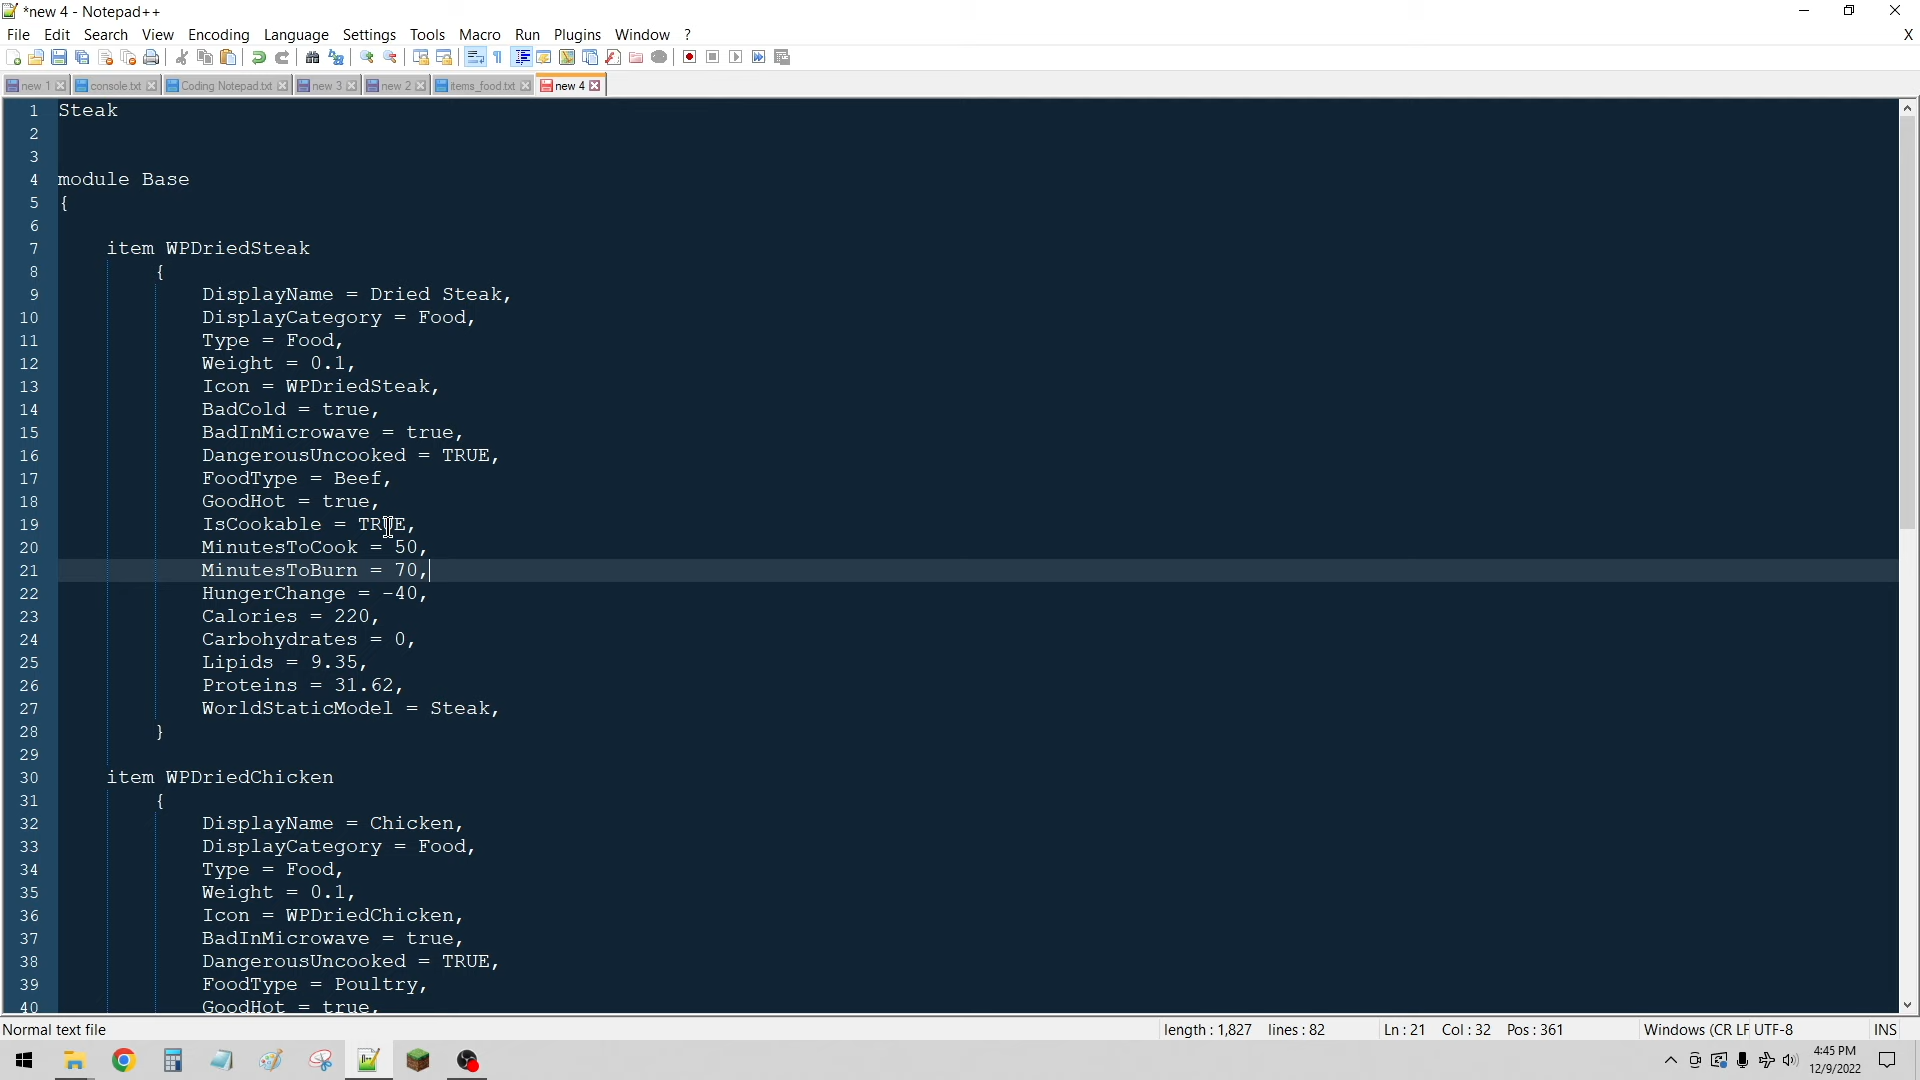 *new 4 - Notepad++
File Edit Search View Encoding Language Settings Tools Macro Run Plugins Window ? X
new 1 console.txt Coding Notepad.txt new 3 new 2 items_food.txt new 4
1 Steak
2
3
4 module Base
5 {
6
7 item WPDriedSteak
8 {
9 DisplayName = Dried Steak,
10 DisplayCategory = Food,
11 Type = Food,
12 Weight = 0.1,
13 Icon = WPDriedSteak,
14 BadCold = true,
15 BadInMicrowave = true,
16 DangerousUncooked = TRUE,
17 FoodType = Beef,
18 GoodHot = true,
19 IsCookable = TRUE,
20 MinutesToCook = 50,
21 MinutesToBurn = 70,
22 HungerChange = -40,
23 Calories = 220,
24 Carbohydrates = 0,
25 Lipids = 9.35,
26 Proteins = 31.62,
27 WorldStaticModel = Steak,
28 }
29
30 item WPDriedChicken
31 {
32 DisplayName = Chicken,
33 DisplayCategory = Food,
34 Type = Food,
35 Weight = 0.1,
36 Icon = WPDriedChicken,
37 BadInMicrowave = true,
38 DangerousUncooked = TRUE,
39 FoodType = Poultry,
40 GoodHot = true,
Normal text file length : 1,827 lines : 82 Ln : 21 Col : 32 Pos : 361 Windows (CR LF UTF-8 INS
4:45 PM
12/9/2022